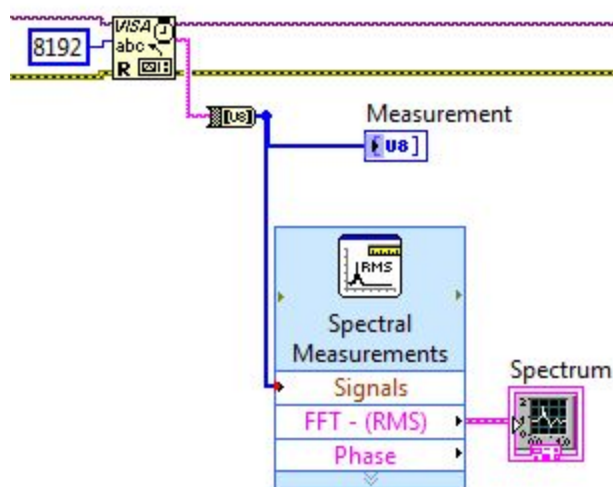 VISA
8192
abc
R
[U8]
Measurement
[U8]
RMS
Spectral
Measurements
Signals
Spectrum
FFT - (RMS)
Phase